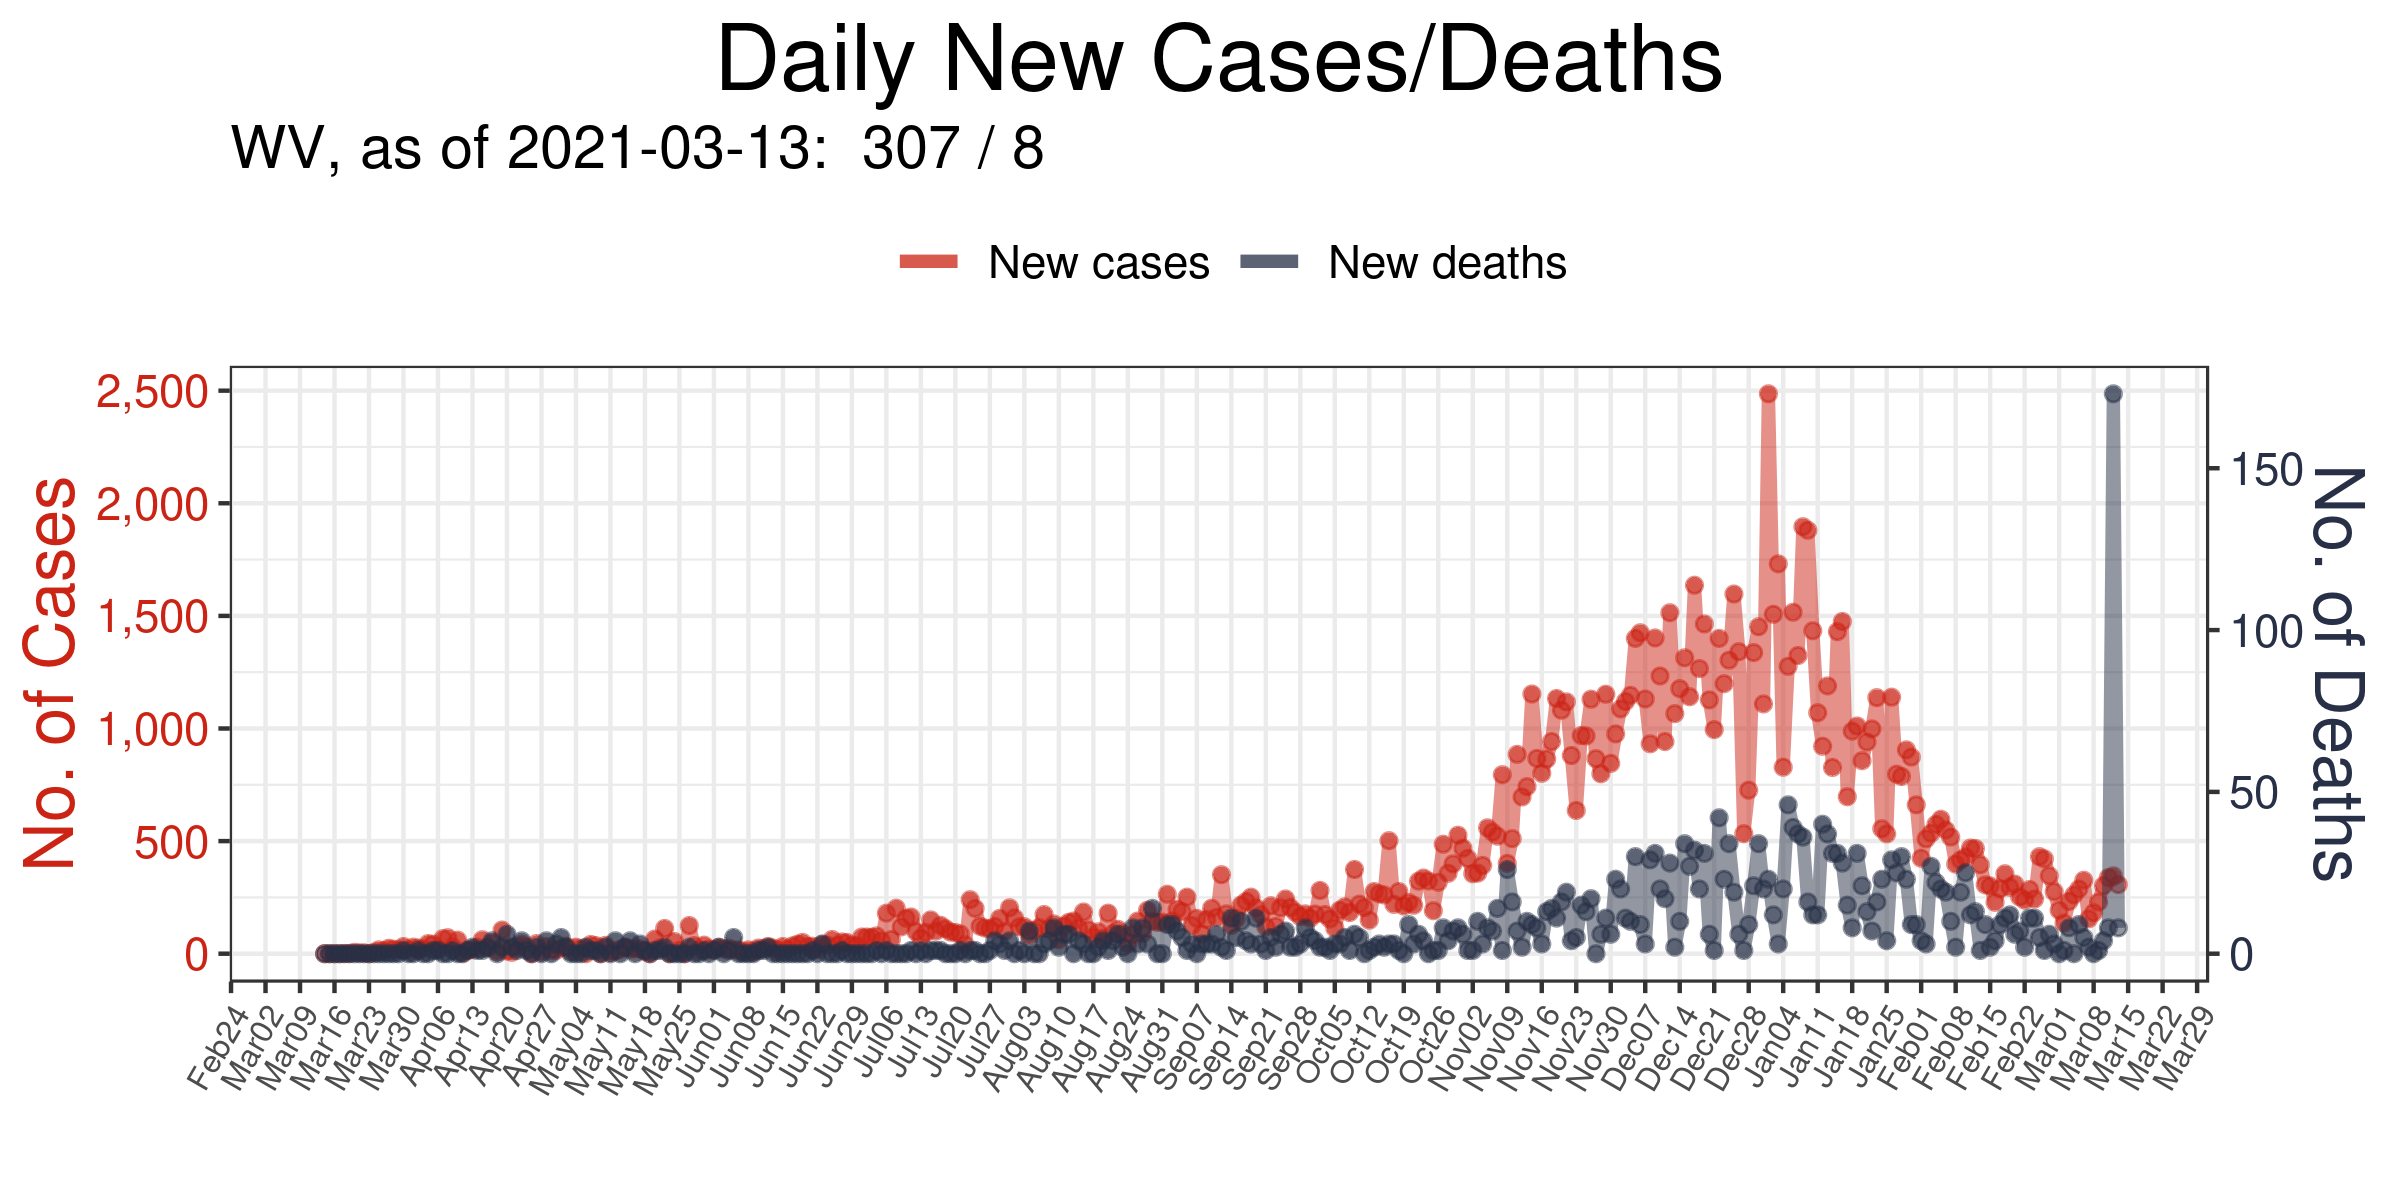 Daily New Cases/Deaths
WV, as of 2021-03-13:  307 / 8
New cases
New deaths
No. of Cases
2,500
2,000
1,500
1,000
500
0
150
100
50
0
No. of Deaths
Feb24
Mar02
Mar09
Mar16
Mar23
Mar30
Apr06
Apr13
Apr20
Apr27
May04
May11
May18
May25
Jun01
Jun08
Jun15
Jun22
Jun29
Jul06
Jul13
Jul20
Jul27
Aug03
Aug10
Aug17
Aug24
Aug31
Sep07
Sep14
Sep21
Sep28
Oct05
Oct12
Oct19
Oct26
Nov02
Nov09
Nov16
Nov23
Nov30
Dec07
Dec14
Dec21
Dec28
Jan04
Jan11
Jan18
Jan25
Feb01
Feb08
Feb15
Feb22
Mar01
Mar08
Mar15
Mar22
Mar29